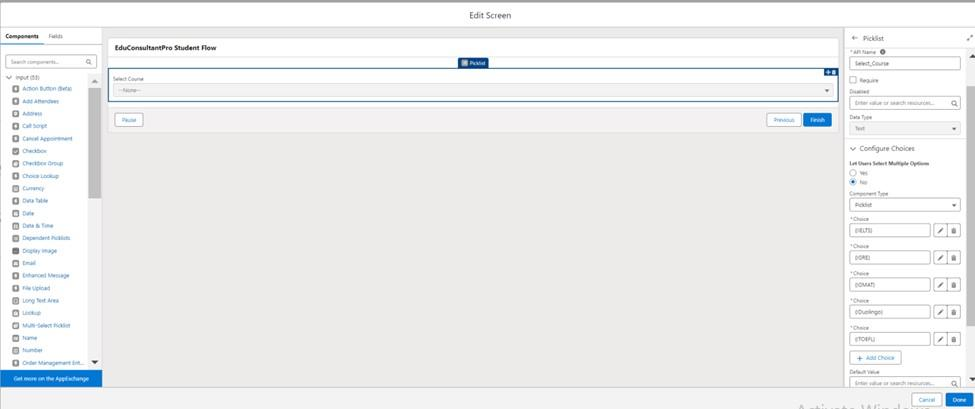 Edit Screen
Components
Fields
Search components...
Input (53)
Action Button (Beta)
Add Attendees
Address
Call Script
Cancel Appointment
Checkbox
Checkbox Group
Choice Lookup
Currency
Data Table
Date
Date & Time
Dependent Picklists
Display Image
Email
Enhanced Message
File Upload
Long Text Area
Lookup
Multi-Select Picklist
Name
Number
Order Management Ent...
Get more on the AppExchange
EduConsultantPro Student Flow
Picklist
Select Course
--None--
Pause
Previous
Finish
Picklist
* API Name
Select_Course
Require
Disabled
Enter value or search resources...
Data Type
Text
Configure Choices
Let Users Select Multiple Options
Yes
No
Component Type
Picklist
* Choice
{!IELTS}
* Choice
{!GRE}
* Choice
{!GMAT}
* Choice
{!Duolingo}
* Choice
{!TOEFL}
Add Choice
Default Value
Enter value or search resources...
Cancel
Done